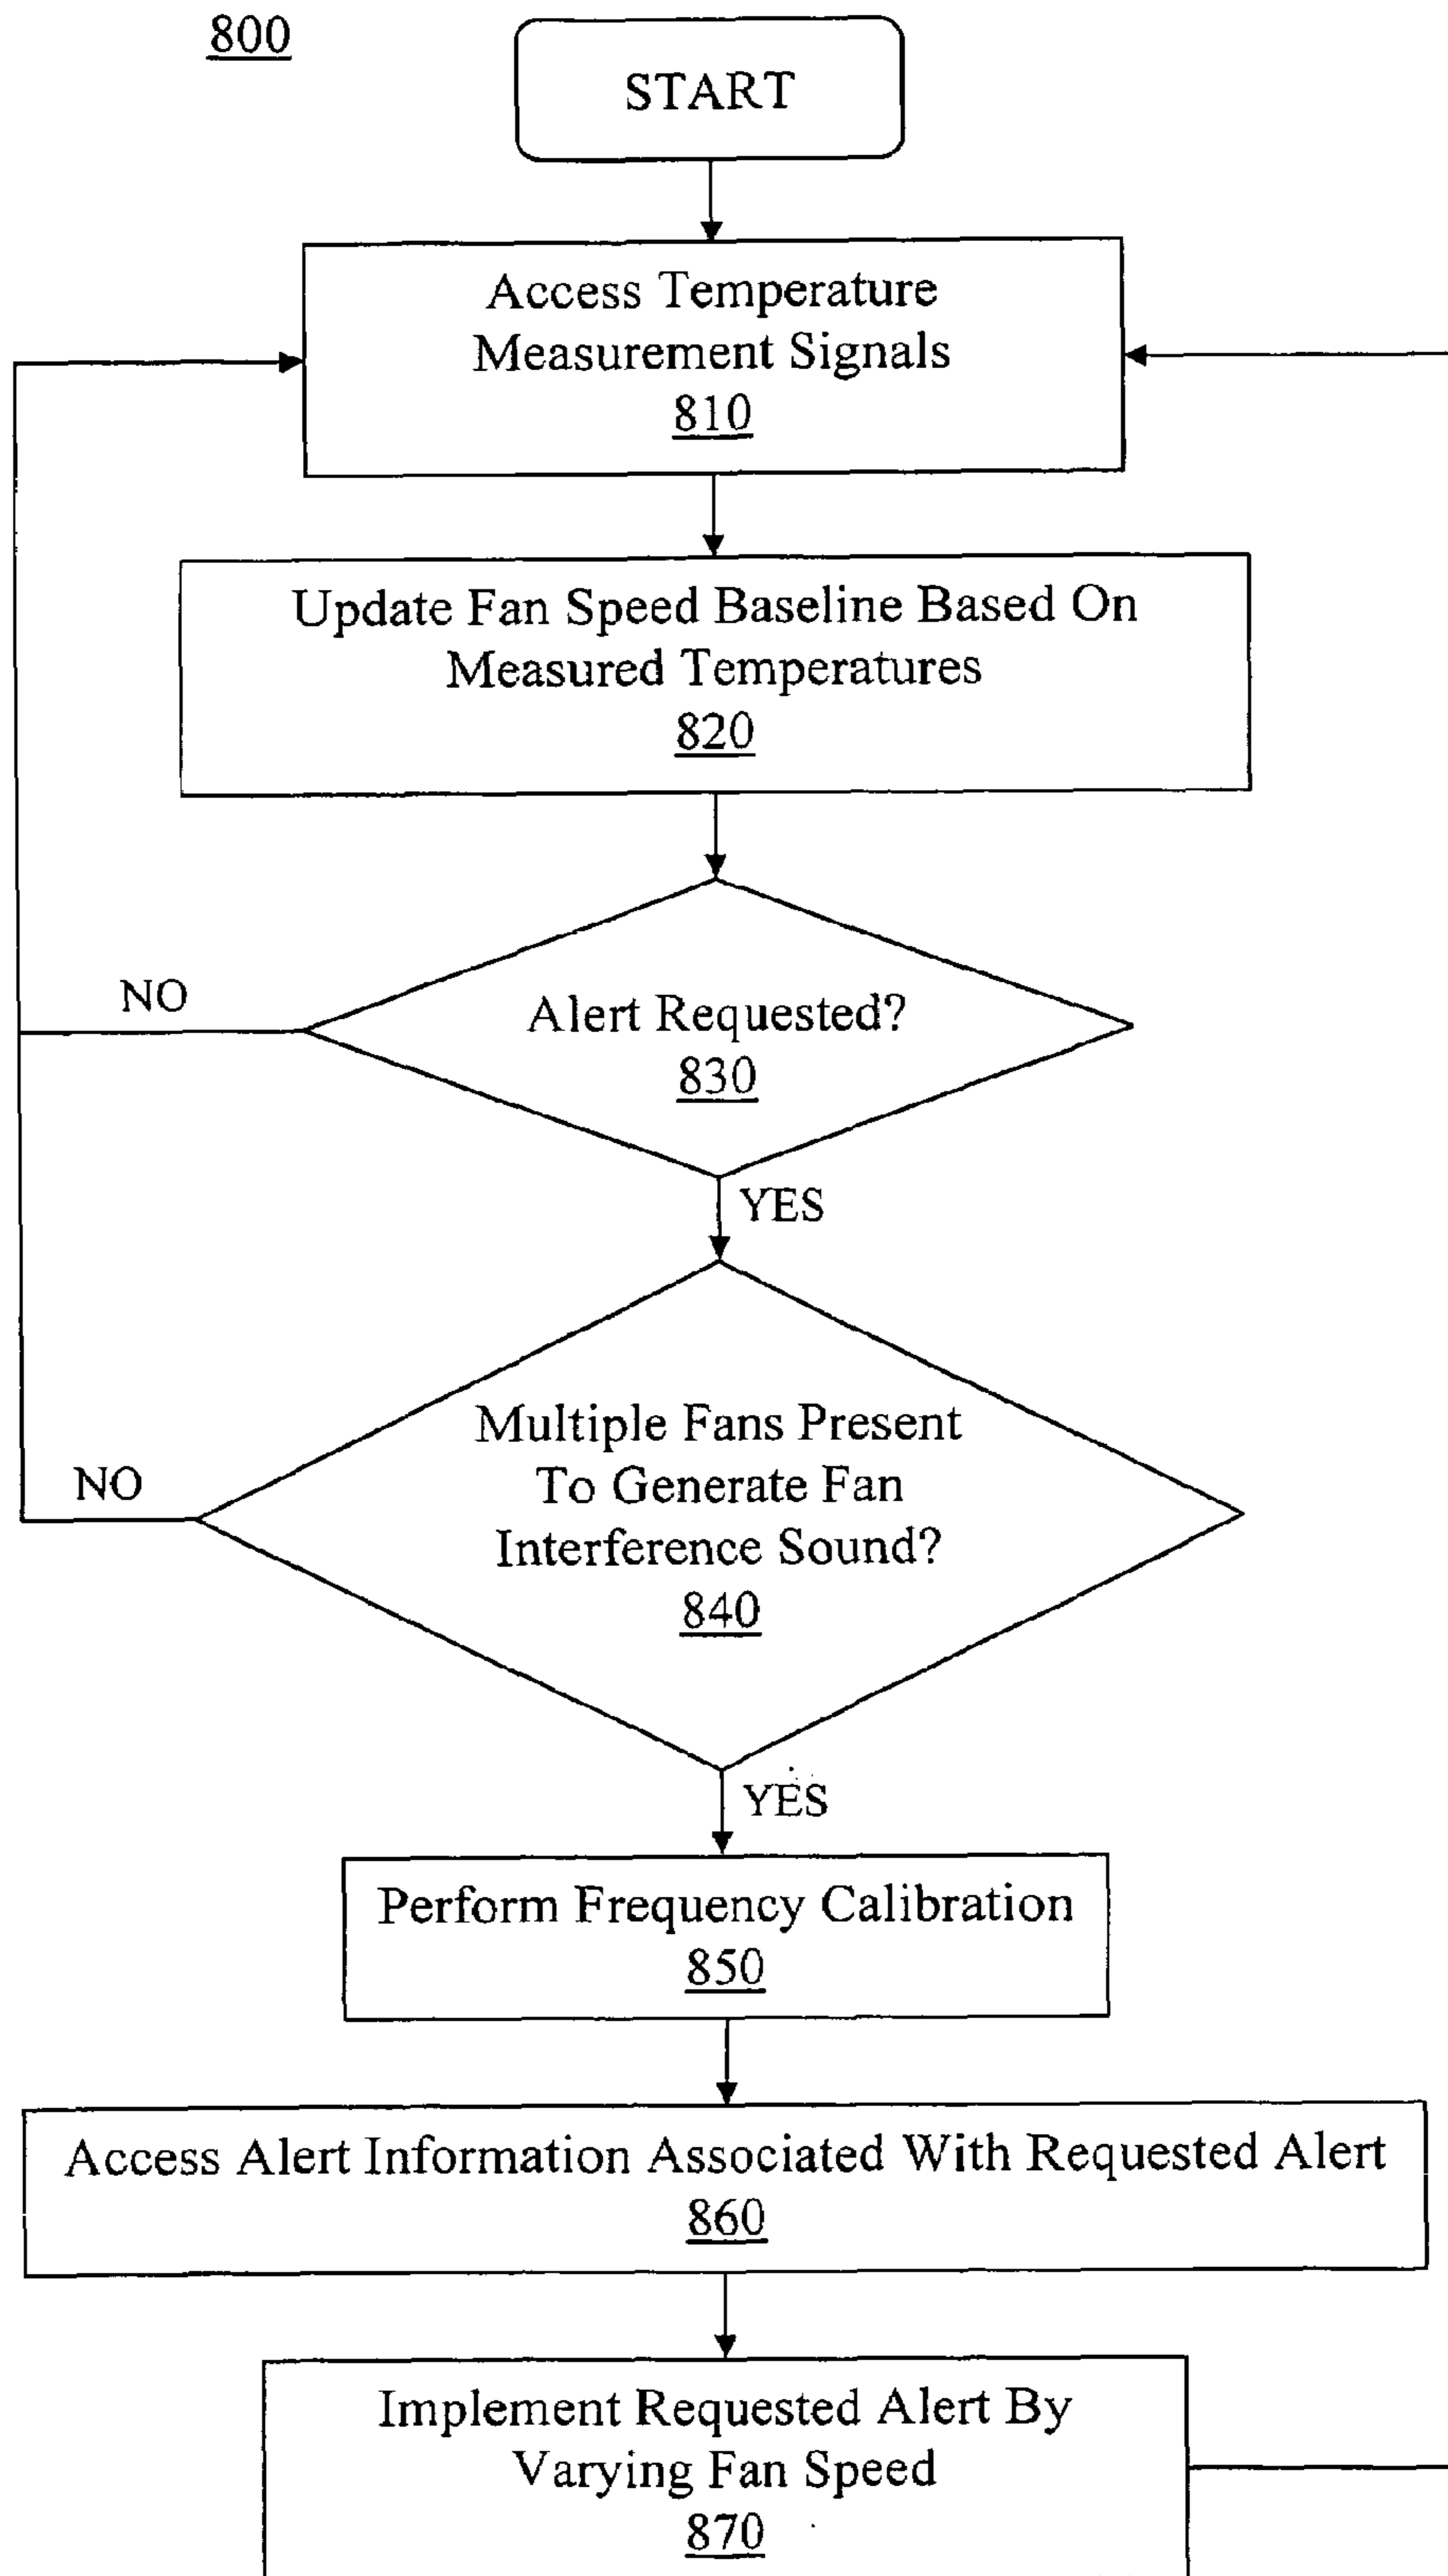 800
START
Access Temperature
Measurement Signals
810
Update Fan Speed Baseline Based On
Measured Temperatures
820
NO
Alert Requested?
830
YES
Multiple Fans Present
To Generate Fan
Interference Sound?
840
NO
YES
Perform Frequency Calibration
850
Access Alert Information Associated With Requested Alert
860
Implement Requested Alert By
Varying Fan Speed
870